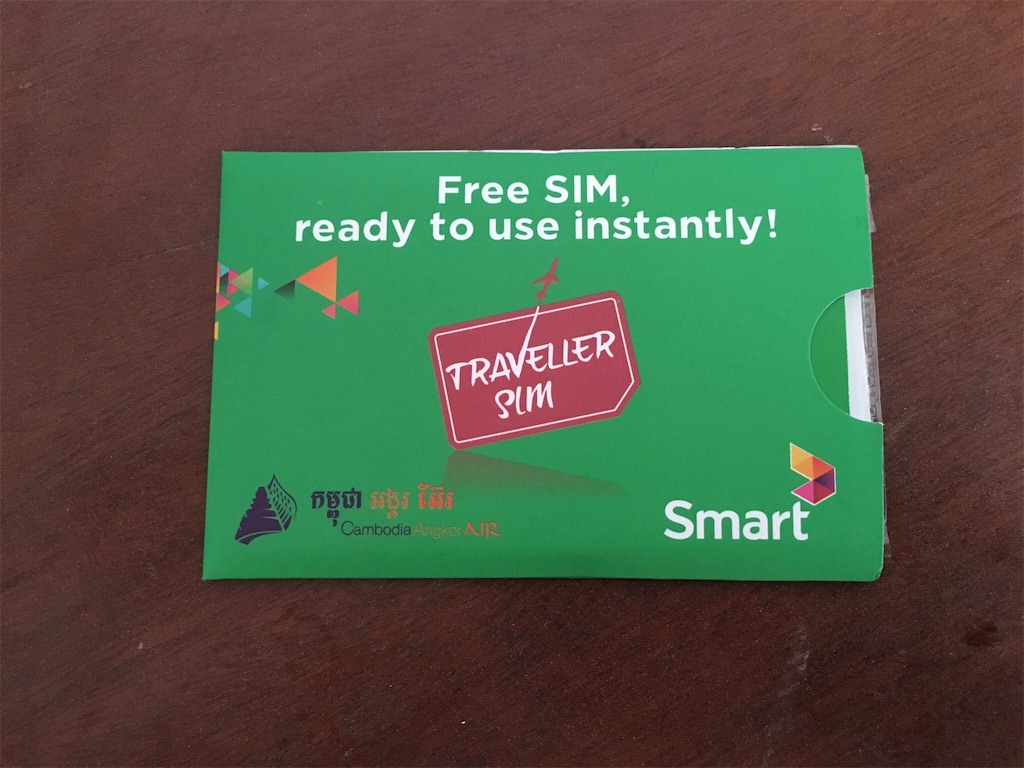 Free SIM,
ready to use instantly!
TRAVELLER
SIM
កម្ពុជា អង្គរ អ៊ែរ
Cambodia Angkor AIR
Smart